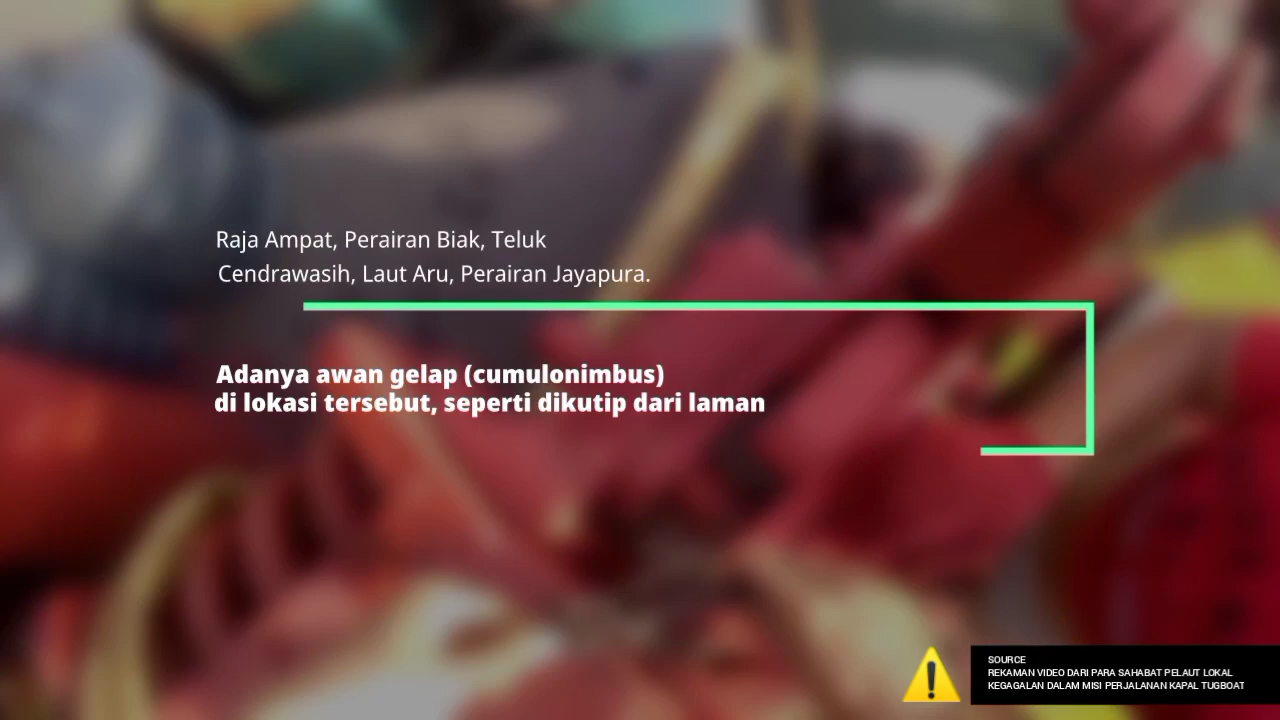 Raja Ampat, Perairan Biak, Teluk
Cendrawasih, Laut Aru, Perairan Jayapura.
Adanya awan gelap (cumulonimbus)
di lokasi tersebut, seperti dikutip dari laman
SOURCE
REKAMAN VIDEO DARI PARA SAHABAT PELAUT LOKAL
KEGAGALAN DALAM MISI PERJALANAN KAPAL TUGBOAT